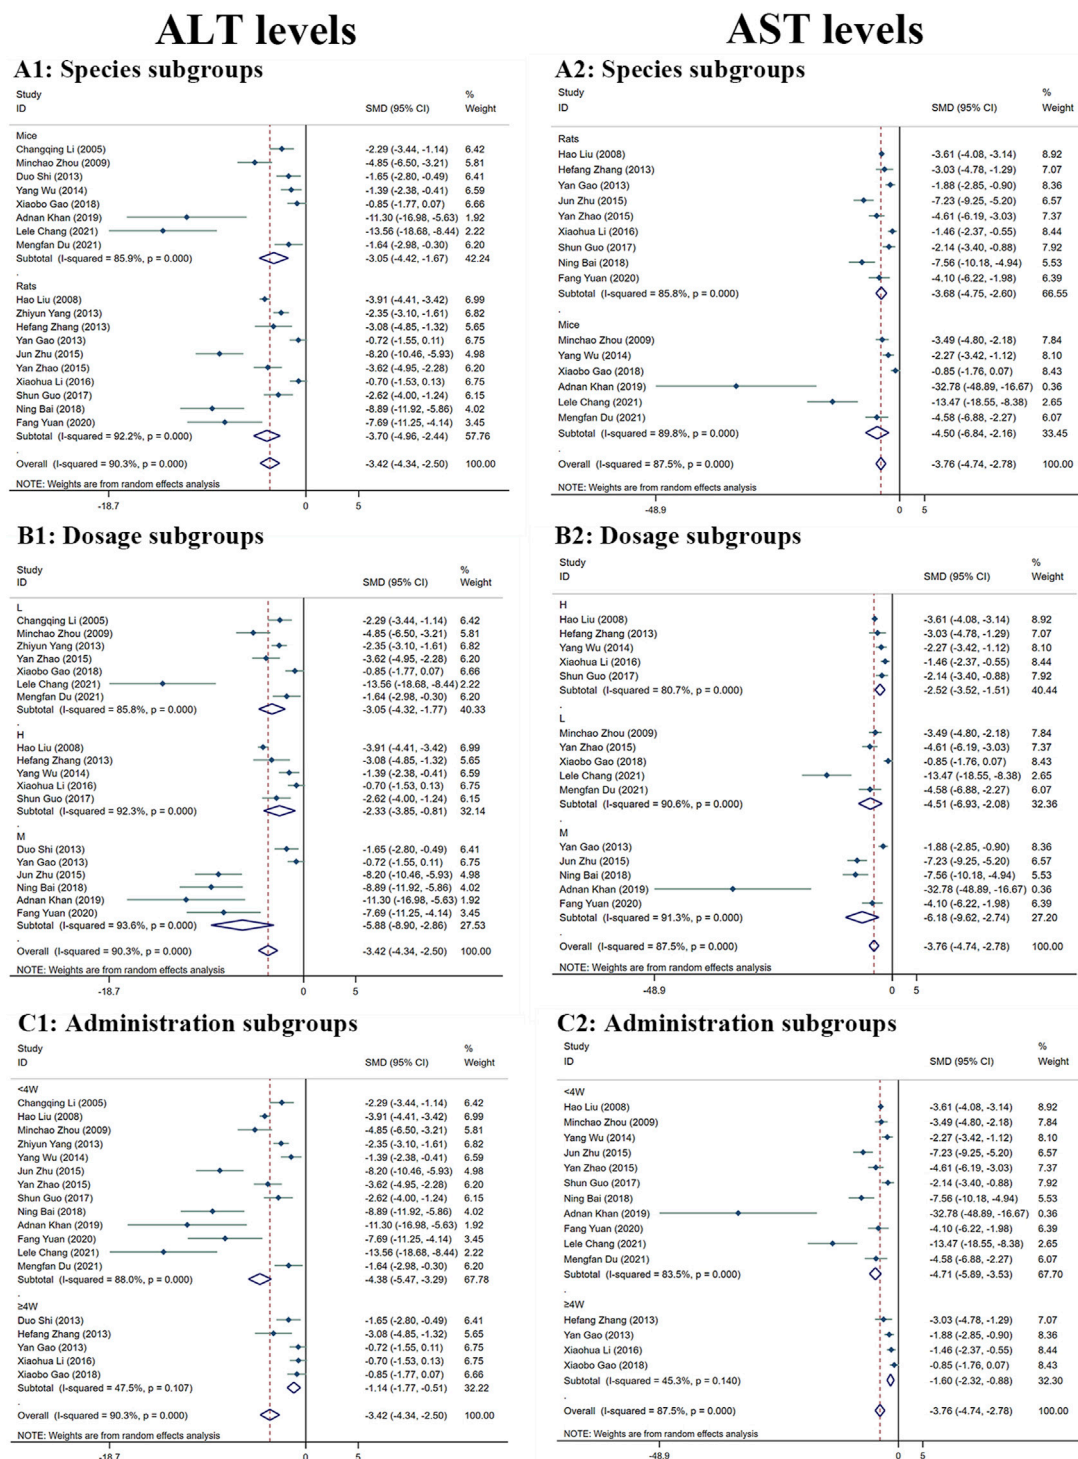 ALT levels
A1: Species subgroups
Study %
ID SMD (95% CI) Weight
Mice
Changqing Li (2005) -2.29 (-3.44, -1.14) 6.42
Minchao Zhou (2009) -4.85 (-6.50, -3.21) 5.81
Duo Shi (2013) -1.65 (-2.80, -0.49) 6.41
Yang Wu (2014) -1.39 (-2.38, -0.41) 6.59
Xiaobo Gao (2018) -0.85 (-1.77, 0.07) 6.66
Adnan Khan (2019) -11.30 (-16.98, -5.63) 1.92
Lele Chang (2021) -13.56 (-18.68, -8.44) 2.22
Mengfan Du (2021) -1.64 (-2.98, -0.30) 6.20
Subtotal (I-squared = 85.9%, p = 0.000) -3.05 (-4.42, -1.67) 42.24
.
Rats
Hao Liu (2008) -3.91 (-4.41, -3.42) 6.99
Zhiyun Yang (2013) -2.35 (-3.10, -1.61) 6.82
Hefang Zhang (2013) -3.08 (-4.85, -1.32) 5.65
Yan Gao (2013) -0.72 (-1.55, 0.11) 6.75
Jun Zhu (2015) -8.20 (-10.46, -5.93) 4.98
Yan Zhao (2015) -3.62 (-4.95, -2.28) 6.20
Xiaohua Li (2016) -0.70 (-1.53, 0.13) 6.75
Shun Guo (2017) -2.62 (-4.00, -1.24) 6.15
Ning Bai (2018) -8.89 (-11.92, -5.86) 4.02
Fang Yuan (2020) -7.69 (-11.25, -4.14) 3.45
Subtotal (I-squared = 92.2%, p = 0.000) -3.70 (-4.96, -2.44) 57.76
.
Overall (I-squared = 90.3%, p = 0.000) -3.42 (-4.34, -2.50) 100.00
NOTE: Weights are from random effects analysis
-18.7 0 5
AST levels
A2: Species subgroups
Study %
ID SMD (95% CI) Weight
Rats
Hao Liu (2008) -3.61 (-4.08, -3.14) 8.92
Hefang Zhang (2013) -3.03 (-4.78, -1.29) 7.07
Yan Gao (2013) -1.88 (-2.85, -0.90) 8.36
Jun Zhu (2015) -7.23 (-9.25, -5.20) 6.57
Yan Zhao (2015) -4.61 (-6.19, -3.03) 7.37
Xiaohua Li (2016) -1.46 (-2.37, -0.55) 8.44
Shun Guo (2017) -2.14 (-3.40, -0.88) 7.92
Ning Bai (2018) -7.56 (-10.18, -4.94) 5.53
Fang Yuan (2020) -4.10 (-6.22, -1.98) 6.39
Subtotal (I-squared = 85.8%, p = 0.000) -3.68 (-4.75, -2.60) 66.55
.
Mice
Minchao Zhou (2009) -3.49 (-4.80, -2.18) 7.84
Yang Wu (2014) -2.27 (-3.42, -1.12) 8.10
Xiaobo Gao (2018) -0.85 (-1.76, 0.07) 8.43
Adnan Khan (2019) -32.78 (-48.89, -16.67) 0.36
Lele Chang (2021) -13.47 (-18.55, -8.38) 2.65
Mengfan Du (2021) -4.58 (-6.88, -2.27) 6.07
Subtotal (I-squared = 89.8%, p = 0.000) -4.50 (-6.84, -2.16) 33.45
.
Overall (I-squared = 87.5%, p = 0.000) -3.76 (-4.74, -2.78) 100.00
NOTE: Weights are from random effects analysis
-48.9 0 5
B1: Dosage subgroups
Study %
ID SMD (95% CI) Weight
L
Changqing Li (2005) -2.29 (-3.44, -1.14) 6.42
Minchao Zhou (2009) -4.85 (-6.50, -3.21) 5.81
Zhiyun Yang (2013) -2.35 (-3.10, -1.61) 6.82
Yan Zhao (2015) -3.62 (-4.95, -2.28) 6.20
Xiaobo Gao (2018) -0.85 (-1.77, 0.07) 6.66
Lele Chang (2021) -13.56 (-18.68, -8.44) 2.22
Mengfan Du (2021) -1.64 (-2.98, -0.30) 6.20
Subtotal (I-squared = 85.8%, p = 0.000) -3.05 (-4.32, -1.77) 40.33
.
H
Hao Liu (2008) -3.91 (-4.41, -3.42) 6.99
Hefang Zhang (2013) -3.08 (-4.85, -1.32) 5.65
Yang Wu (2014) -1.39 (-2.38, -0.41) 6.59
Xiaohua Li (2016) -0.70 (-1.53, 0.13) 6.75
Shun Guo (2017) -2.62 (-4.00, -1.24) 6.15
Subtotal (I-squared = 92.3%, p = 0.000) -2.33 (-3.85, -0.81) 32.14
.
M
Duo Shi (2013) -1.65 (-2.80, -0.49) 6.41
Yan Gao (2013) -0.72 (-1.55, 0.11) 6.75
Jun Zhu (2015) -8.20 (-10.46, -5.93) 4.98
Ning Bai (2018) -8.89 (-11.92, -5.86) 4.02
Adnan Khan (2019) -11.30 (-16.98, -5.63) 1.92
Fang Yuan (2020) -7.69 (-11.25, -4.14) 3.45
Subtotal (I-squared = 93.6%, p = 0.000) -5.88 (-8.90, -2.86) 27.53
.
Overall (I-squared = 90.3%, p = 0.000) -3.42 (-4.34, -2.50) 100.00
NOTE: Weights are from random effects analysis
-18.7 0 5
B2: Dosage subgroups
Study %
ID SMD (95% CI) Weight
H
Hao Liu (2008) -3.61 (-4.08, -3.14) 8.92
Hefang Zhang (2013) -3.03 (-4.78, -1.29) 7.07
Yang Wu (2014) -2.27 (-3.42, -1.12) 8.10
Xiaohua Li (2016) -1.46 (-2.37, -0.55) 8.44
Shun Guo (2017) -2.14 (-3.40, -0.88) 7.92
Subtotal (I-squared = 80.7%, p = 0.000) -2.52 (-3.52, -1.51) 40.44
.
L
Minchao Zhou (2009) -3.49 (-4.80, -2.18) 7.84
Yan Zhao (2015) -4.61 (-6.19, -3.03) 7.37
Xiaobo Gao (2018) -0.85 (-1.76, 0.07) 8.43
Lele Chang (2021) -13.47 (-18.55, -8.38) 2.65
Mengfan Du (2021) -4.58 (-6.88, -2.27) 6.07
Subtotal (I-squared = 90.6%, p = 0.000) -4.51 (-6.93, -2.08) 32.36
.
M
Yan Gao (2013) -1.88 (-2.85, -0.90) 8.36
Jun Zhu (2015) -7.23 (-9.25, -5.20) 6.57
Ning Bai (2018) -7.56 (-10.18, -4.94) 5.53
Adnan Khan (2019) -32.78 (-48.89, -16.67) 0.36
Fang Yuan (2020) -4.10 (-6.22, -1.98) 6.39
Subtotal (I-squared = 91.3%, p = 0.000) -6.18 (-9.62, -2.74) 27.20
.
Overall (I-squared = 87.5%, p = 0.000) -3.76 (-4.74, -2.78) 100.00
NOTE: Weights are from random effects analysis
-48.9 0 5
C1: Administration subgroups
Study %
ID SMD (95% CI) Weight
<4W
Changqing Li (2005) -2.29 (-3.44, -1.14) 6.42
Hao Liu (2008) -3.91 (-4.41, -3.42) 6.99
Minchao Zhou (2009) -4.85 (-6.50, -3.21) 5.81
Zhiyun Yang (2013) -2.35 (-3.10, -1.61) 6.82
Yang Wu (2014) -1.39 (-2.38, -0.41) 6.59
Jun Zhu (2015) -8.20 (-10.46, -5.93) 4.98
Yan Zhao (2015) -3.62 (-4.95, -2.28) 6.20
Shun Guo (2017) -2.62 (-4.00, -1.24) 6.15
Ning Bai (2018) -8.89 (-11.92, -5.86) 4.02
Adnan Khan (2019) -11.30 (-16.98, -5.63) 1.92
Fang Yuan (2020) -7.69 (-11.25, -4.14) 3.45
Lele Chang (2021) -13.56 (-18.68, -8.44) 2.22
Mengfan Du (2021) -1.64 (-2.98, -0.30) 6.20
Subtotal (I-squared = 88.0%, p = 0.000) -4.38 (-5.47, -3.29) 67.78
.
≥4W
Duo Shi (2013) -1.65 (-2.80, -0.49) 6.41
Hefang Zhang (2013) -3.08 (-4.85, -1.32) 5.65
Yan Gao (2013) -0.72 (-1.55, 0.11) 6.75
Xiaohua Li (2016) -0.70 (-1.53, 0.13) 6.75
Xiaobo Gao (2018) -0.85 (-1.77, 0.07) 6.66
Subtotal (I-squared = 47.5%, p = 0.107) -1.14 (-1.77, -0.51) 32.22
.
Overall (I-squared = 90.3%, p = 0.000) -3.42 (-4.34, -2.50) 100.00
NOTE: Weights are from random effects analysis
-18.7 0 5
C2: Administration subgroups
Study %
ID SMD (95% CI) Weight
<4W
Hao Liu (2008) -3.61 (-4.08, -3.14) 8.92
Minchao Zhou (2009) -3.49 (-4.80, -2.18) 7.84
Yang Wu (2014) -2.27 (-3.42, -1.12) 8.10
Jun Zhu (2015) -7.23 (-9.25, -5.20) 6.57
Yan Zhao (2015) -4.61 (-6.19, -3.03) 7.37
Shun Guo (2017) -2.14 (-3.40, -0.88) 7.92
Ning Bai (2018) -7.56 (-10.18, -4.94) 5.53
Adnan Khan (2019) -32.78 (-48.89, -16.67) 0.36
Fang Yuan (2020) -4.10 (-6.22, -1.98) 6.39
Lele Chang (2021) -13.47 (-18.55, -8.38) 2.65
Mengfan Du (2021) -4.58 (-6.88, -2.27) 6.07
Subtotal (I-squared = 83.5%, p = 0.000) -4.71 (-5.89, -3.53) 67.70
.
≥4W
Hefang Zhang (2013) -3.03 (-4.78, -1.29) 7.07
Yan Gao (2013) -1.88 (-2.85, -0.90) 8.36
Xiaohua Li (2016) -1.46 (-2.37, -0.55) 8.44
Xiaobo Gao (2018) -0.85 (-1.76, 0.07) 8.43
Subtotal (I-squared = 45.3%, p = 0.140) -1.60 (-2.32, -0.88) 32.30
.
Overall (I-squared = 87.5%, p = 0.000) -3.76 (-4.74, -2.78) 100.00
NOTE: Weights are from random effects analysis
-48.9 0 5